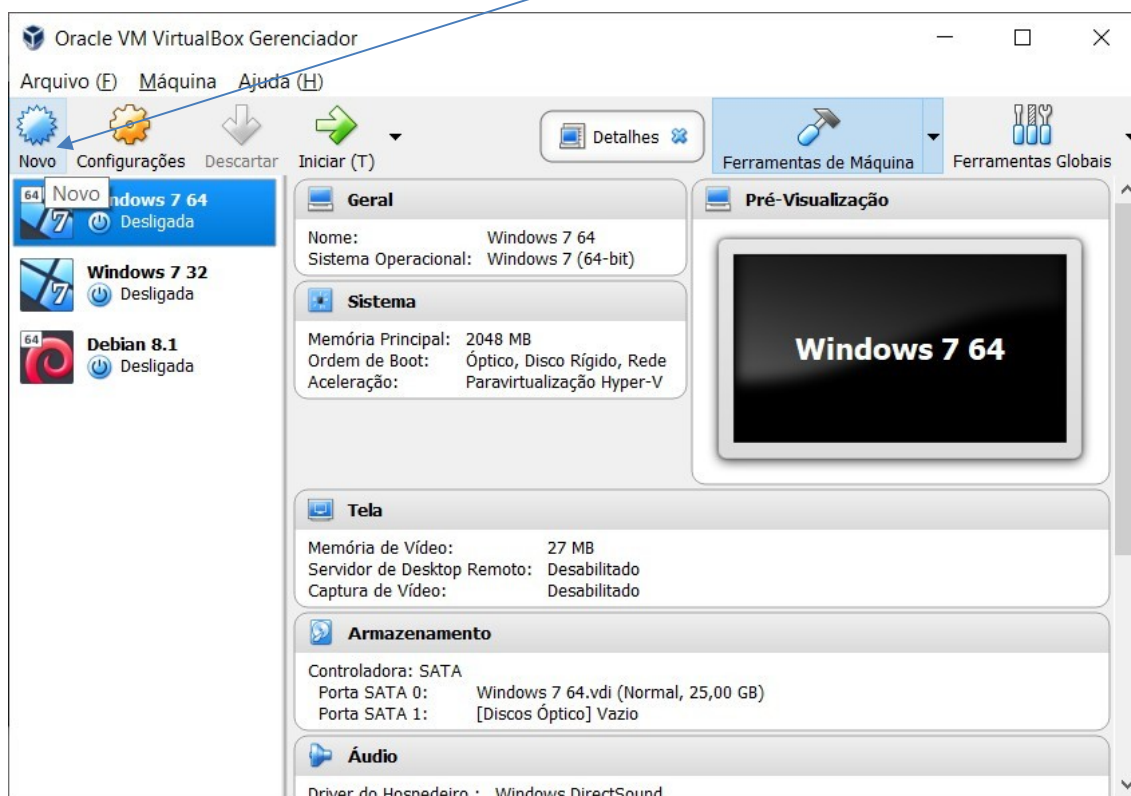 Oracle VM VirtualBox Gerenciador
Arquivo (F) Máquina Ajuda (H)
Novo Configurações Descartar Iniciar (T) Detalhes Ferramentas de Máquina Ferramentas Globais
Novo
64 ndows 7 64
Desligada
Windows 7 32
Desligada
64 Debian 8.1
Desligada
Geral
Nome: Windows 7 64
Sistema Operacional: Windows 7 (64-bit)
Sistema
Memória Principal: 2048 MB
Ordem de Boot: Óptico, Disco Rígido, Rede
Aceleração: Paravirtualização Hyper-V
Pré-Visualização
Windows 7 64
Tela
Memória de Vídeo: 27 MB
Servidor de Desktop Remoto: Desabilitado
Captura de Vídeo: Desabilitado
Armazenamento
Controladora: SATA
Porta SATA 0: Windows 7 64.vdi (Normal, 25,00 GB)
Porta SATA 1: [Discos Óptico] Vazio
Áudio
Driver do Hospedeiro : Windows DirectSound